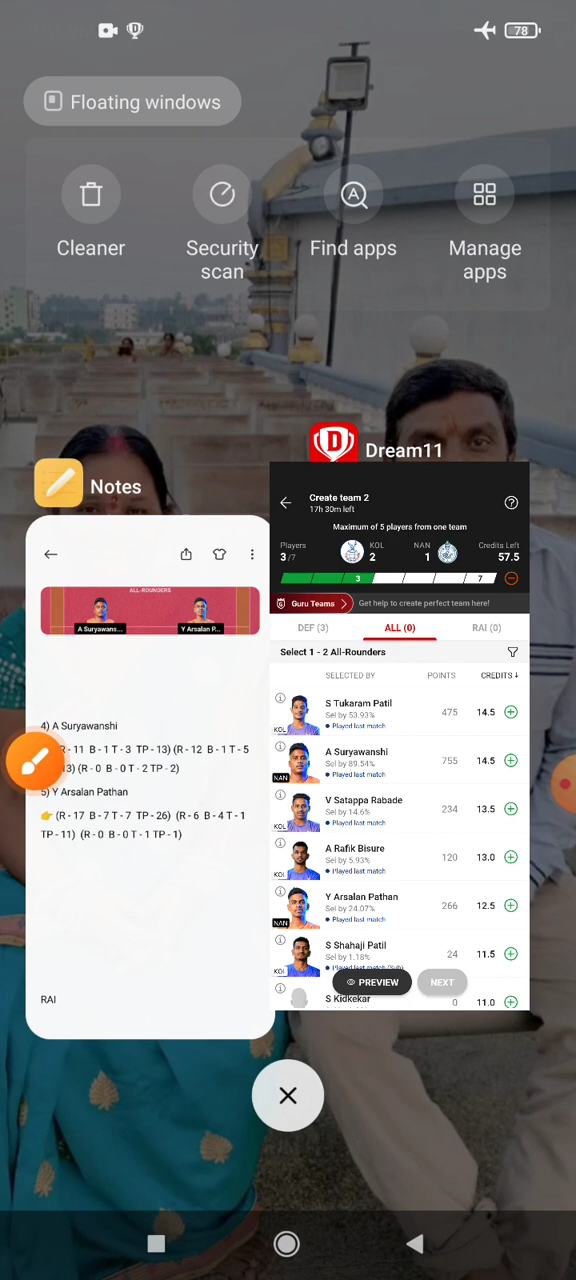 78
Floating windows
Cleaner
Security scan
Find apps
Manage apps
Notes
ALL-ROUNDERS
A Suryawans...
Y Arsalan P...
4) A Suryawanshi
R - 11 B - 1 T - 3 TP - 13) (R - 12 B - 1 T - 5
13) (R - 0 B - 0 T - 2 TP - 2)
5) Y Arsalan Pathan
👉 (R - 17 B - 7 T - 7 TP - 26) (R - 6 B - 4 T - 1
TP - 11) (R - 0 B - 0 T - 1 TP - 1)
RAI
Dream11
Create team 2
17h 30m left
Maximum of 5 players from one team
Players
3/7
KOL
2
NAN
1
Credits Left
57.5
3
7
Guru Teams
Get help to create perfect team here!
DEF (3)
ALL (0)
RAI (0)
Select 1 - 2 All-Rounders
SELECTED BY
POINTS
CREDITS↓
S Tukaram Patil
Sel by 53.93%
Played last match
KOL
475
14.5
A Suryawanshi
Sel by 89.54%
Played last match
NAN
755
14.5
V Satappa Rabade
Sel by 14.6%
Played last match
KOL
234
13.5
A Rafik Bisure
Sel by 5.93%
Played last match
KOL
120
13.0
Y Arsalan Pathan
Sel by 24.07%
Played last match
NAN
266
12.5
S Shahaji Patil
Sel by 1.18%
Played last match (Sub)
KOL
24
11.5
S Kidkekar
0
11.0
PREVIEW
NEXT